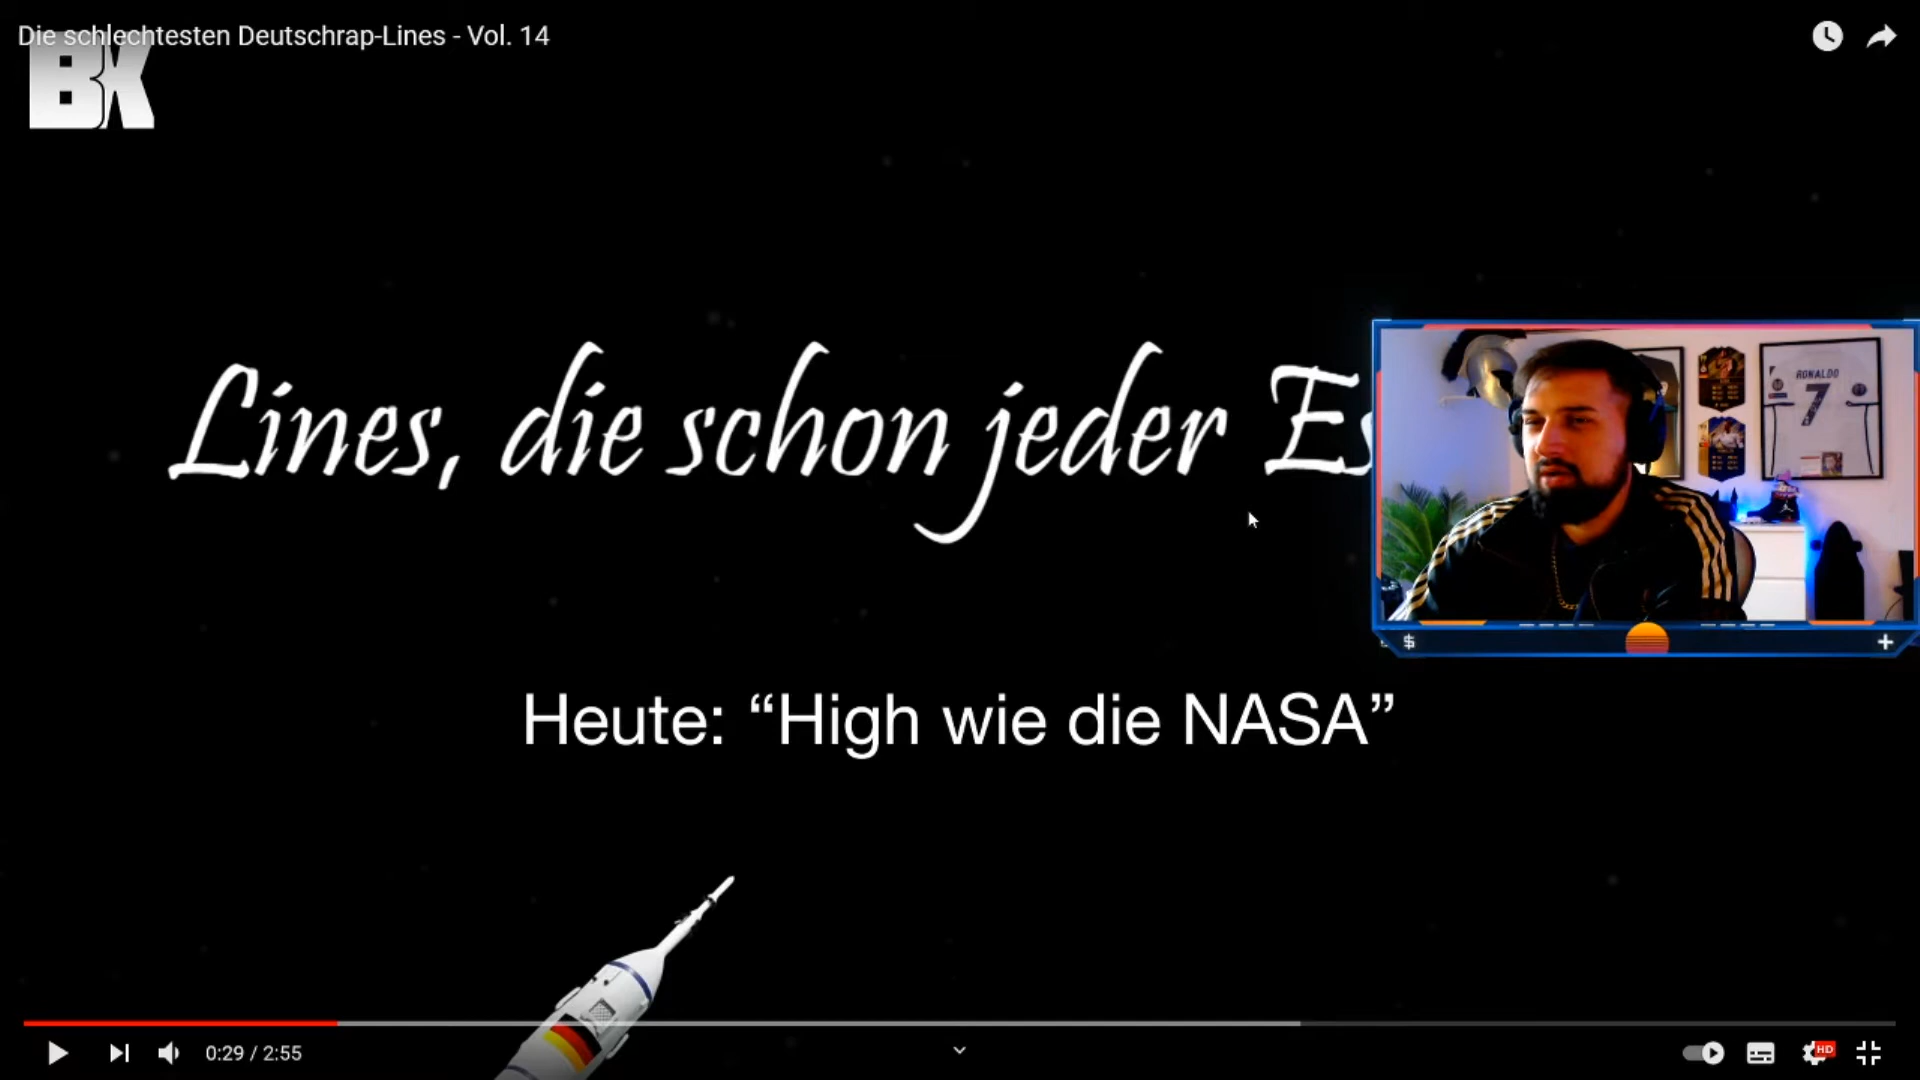 Die schlechtesten Deutschrap-Lines - Vol. 14
BK
Lines, die schon jeder
RONALDO
7
$
Heute: “High wie die NASA”
0:29 / 2:55
HD